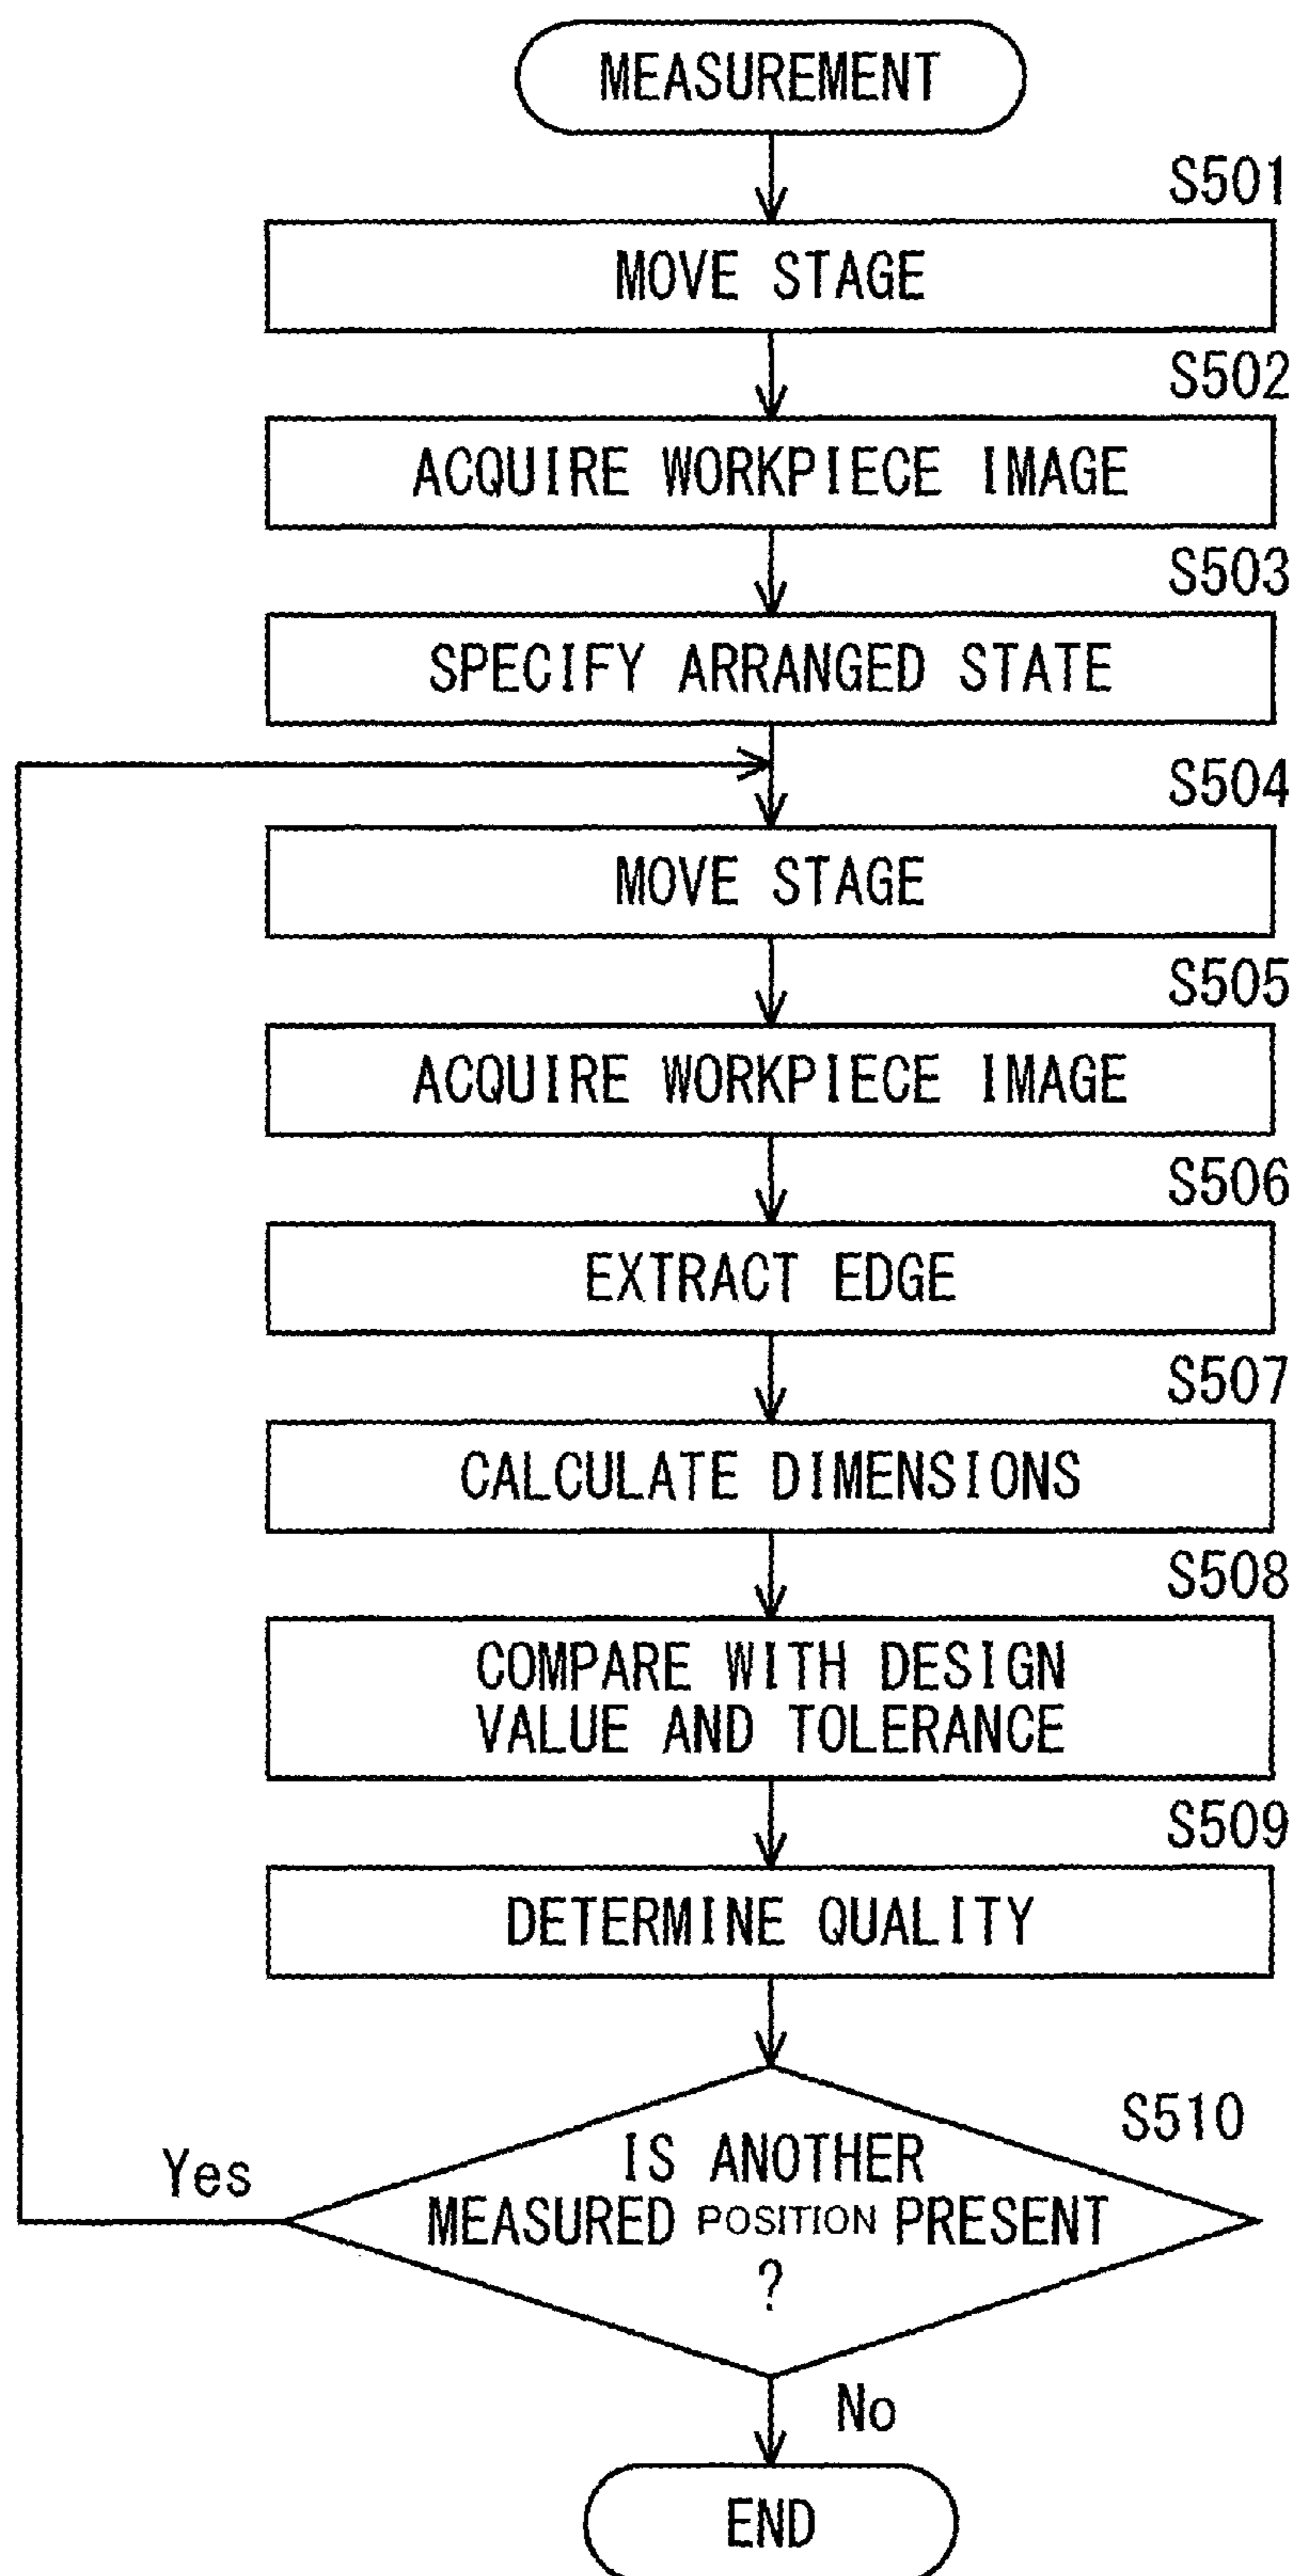 MEASUREMENT
S501
MOVE STAGE
S502
ACQUIRE WORKPIECE IMAGE
S503
SPECIFY ARRANGED STATE
S504
MOVE STAGE
S505
ACQUIRE WORKPIECE IMAGE
S506
EXTRACT EDGE
S507
CALCULATE DIMENSIONS
S508
COMPARE WITH DESIGN
VALUE AND TOLERANCE
S509
DETERMINE QUALITY
S510
IS ANOTHER
Yes
MEASURED POSITION PRESENT
?
No
END